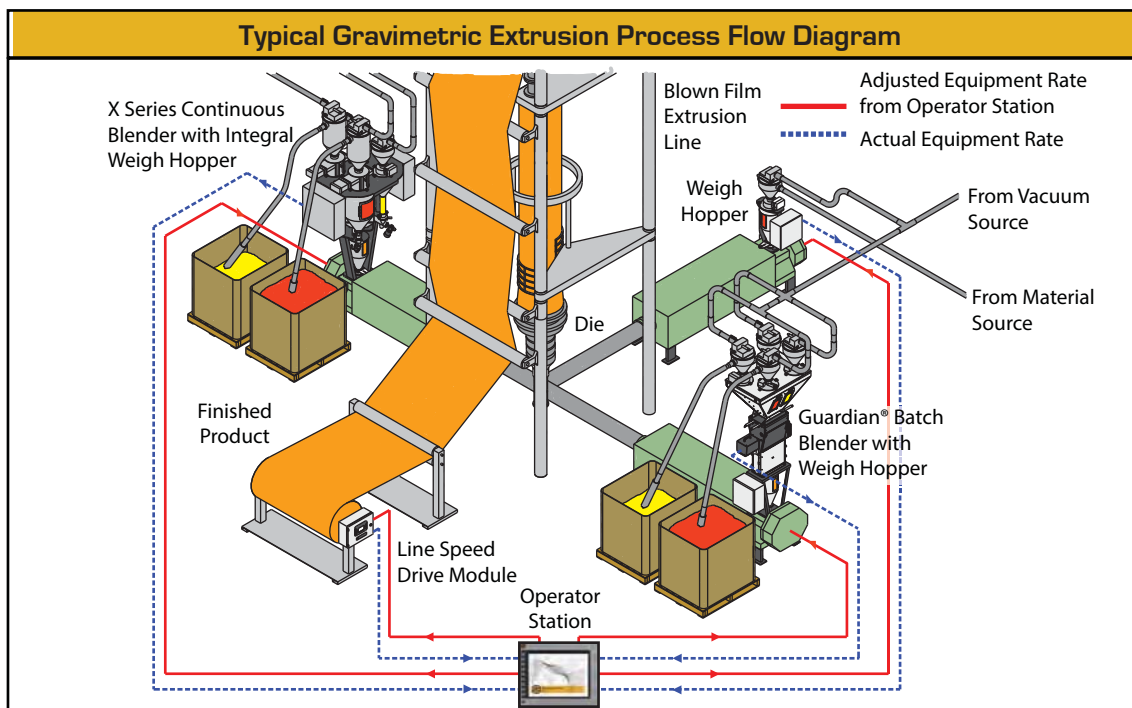 Typical Gravimetric Extrusion Process Flow Diagram
X Series Continuous
Blender with Integral
Weigh Hopper
Blown Film
Extrusion
Line
Adjusted Equipment Rate
from Operator Station
Actual Equipment Rate
Weigh
Hopper
From Vacuum
Source
From Material
Source
Die
Finished
Product
Guardian® Batch
Blender with
Weigh Hopper
Line Speed
Drive Module
Operator
Station